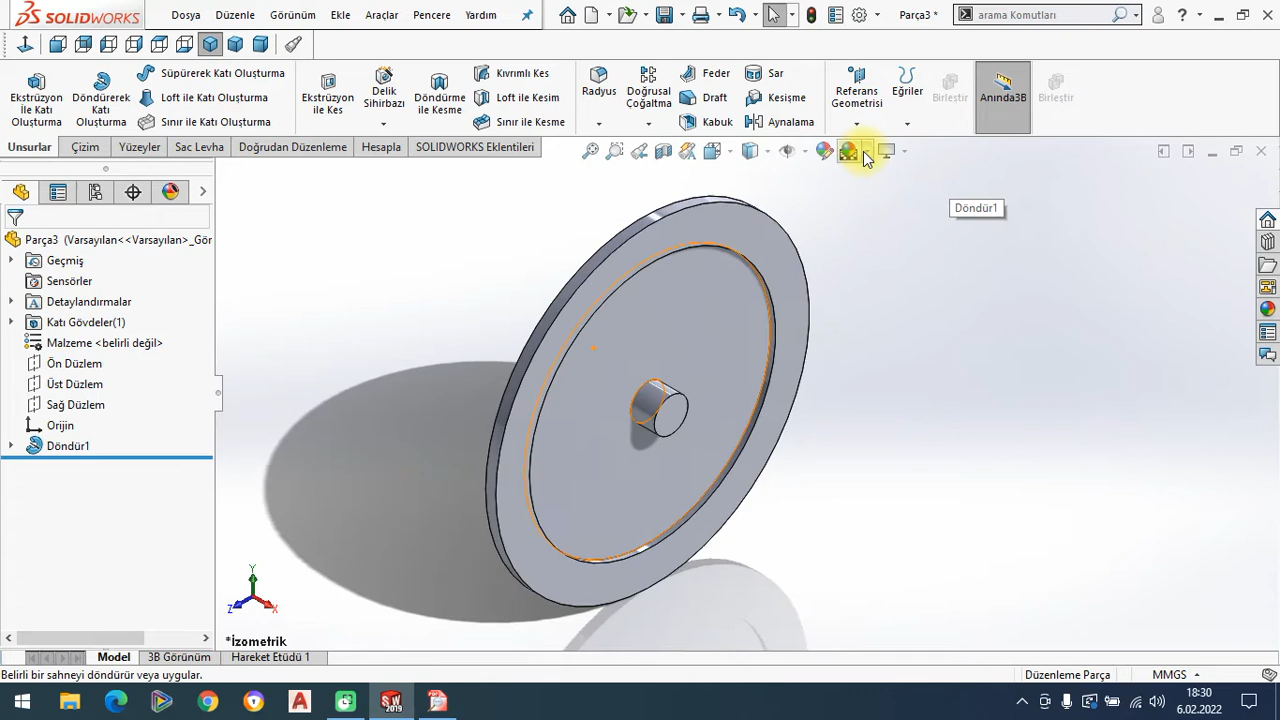 SOLIDWORKS
Dosya Düzenle Görünüm Ekle Araçlar Pencere Yardım
Parça3 *
arama Komutları
Ekstrüzyon ile Katı Oluşturma
Döndürerek Katı Oluşturma
Süpürerek Katı Oluşturma
Loft ile Katı Oluşturma
Sınır ile Katı Oluşturma
Ekstrüzyon ile Kes
Delik Sihirbazı
Döndürme ile Kesme
Kıvrımlı Kes
Loft ile Kesim
Sınır ile Kesme
Radyus
Doğrusal Çoğaltma
Feder
Draft
Kabuk
Sar
Kesişme
Aynalama
Referans Geometrisi
Eğriler
Birleştir
Anında3B
Birleştir
Unsurlar Çizim Yüzeyler Sac Levha Doğrudan Düzenleme Hesapla SOLIDWORKS Eklentileri
Döndür1
Parça3 (Varsayılan<<Varsayılan>_Gör
Geçmiş
Sensörler
Detaylandırmalar
Katı Gövdeler(1)
Malzeme <belirli değil>
Ön Düzlem
Üst Düzlem
Sağ Düzlem
Orijin
Döndür1
Y
Z X
*İzometrik
Model 3B Görünüm Hareket Etüdü 1
Belirli bir sahneyi döndürür veya uygular.
Düzenleme Parça
MMGS
SW
2019
A
18:30
6.02.2022